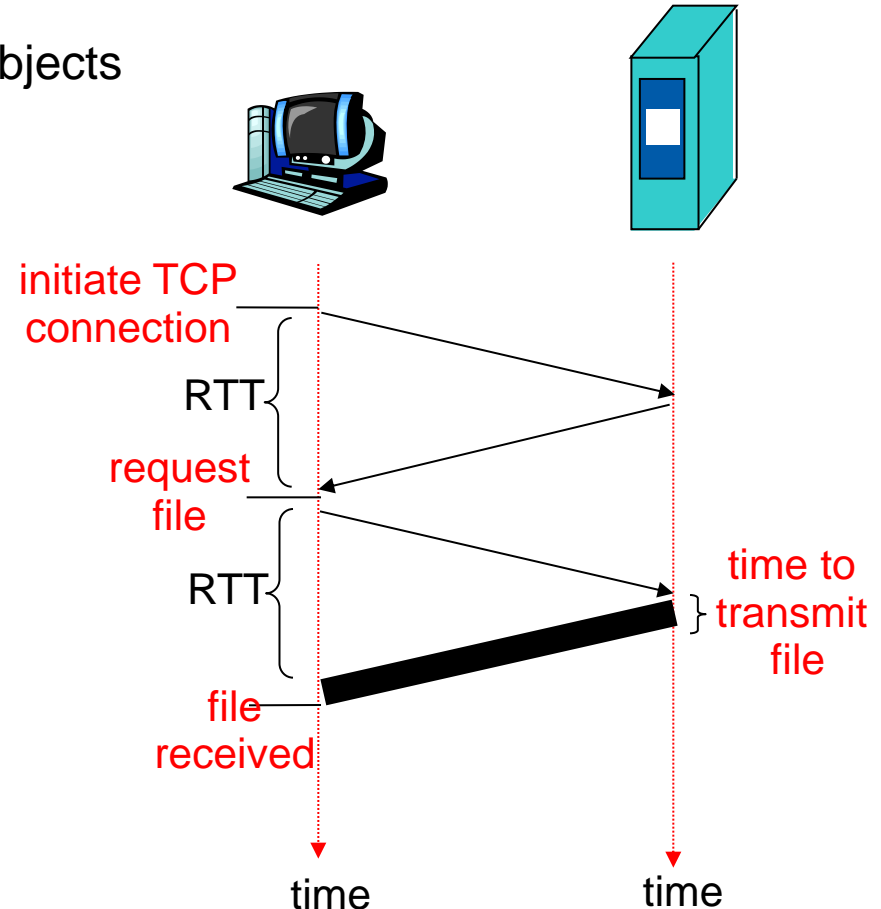 bjects
initiate TCP
connection
RTT
request
file
RTT
time to
transmit
file
file
received
time
time